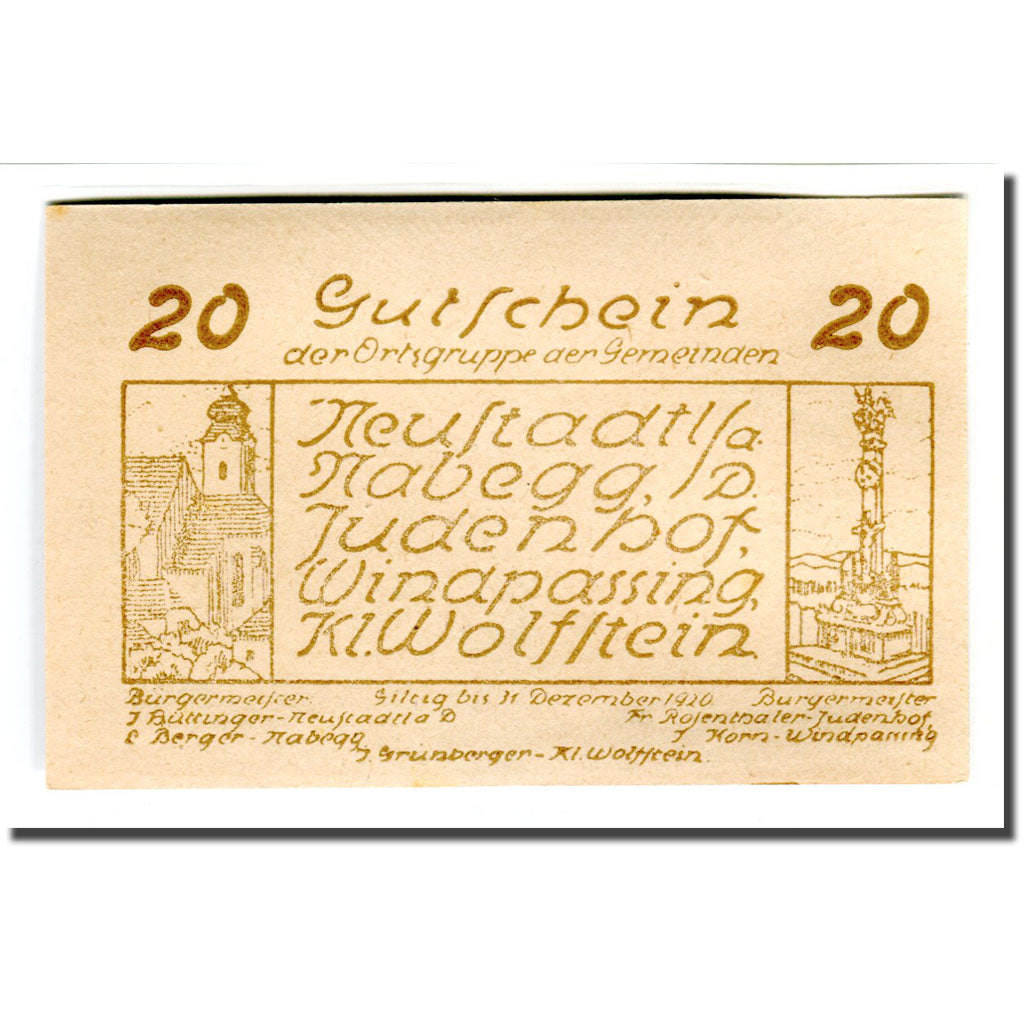 20 Gutſchein 20
der Ortsgruppe der Gemeinden
Neuſtadtl/a.
Nabegg, /D.
Judenhof,
Windpassing,
Kl. Wolfſtein.
Bürgermeiſter Giltig bis 31 Dezember 1920. Burgermeiſter
J Hüttinger-Neuſtadtl a D Fr. Roſenthaler-Judenhof,
Berger-Nabegg J Korn-Windpassing
J. Grünberger-Kl. Wolfſtein.